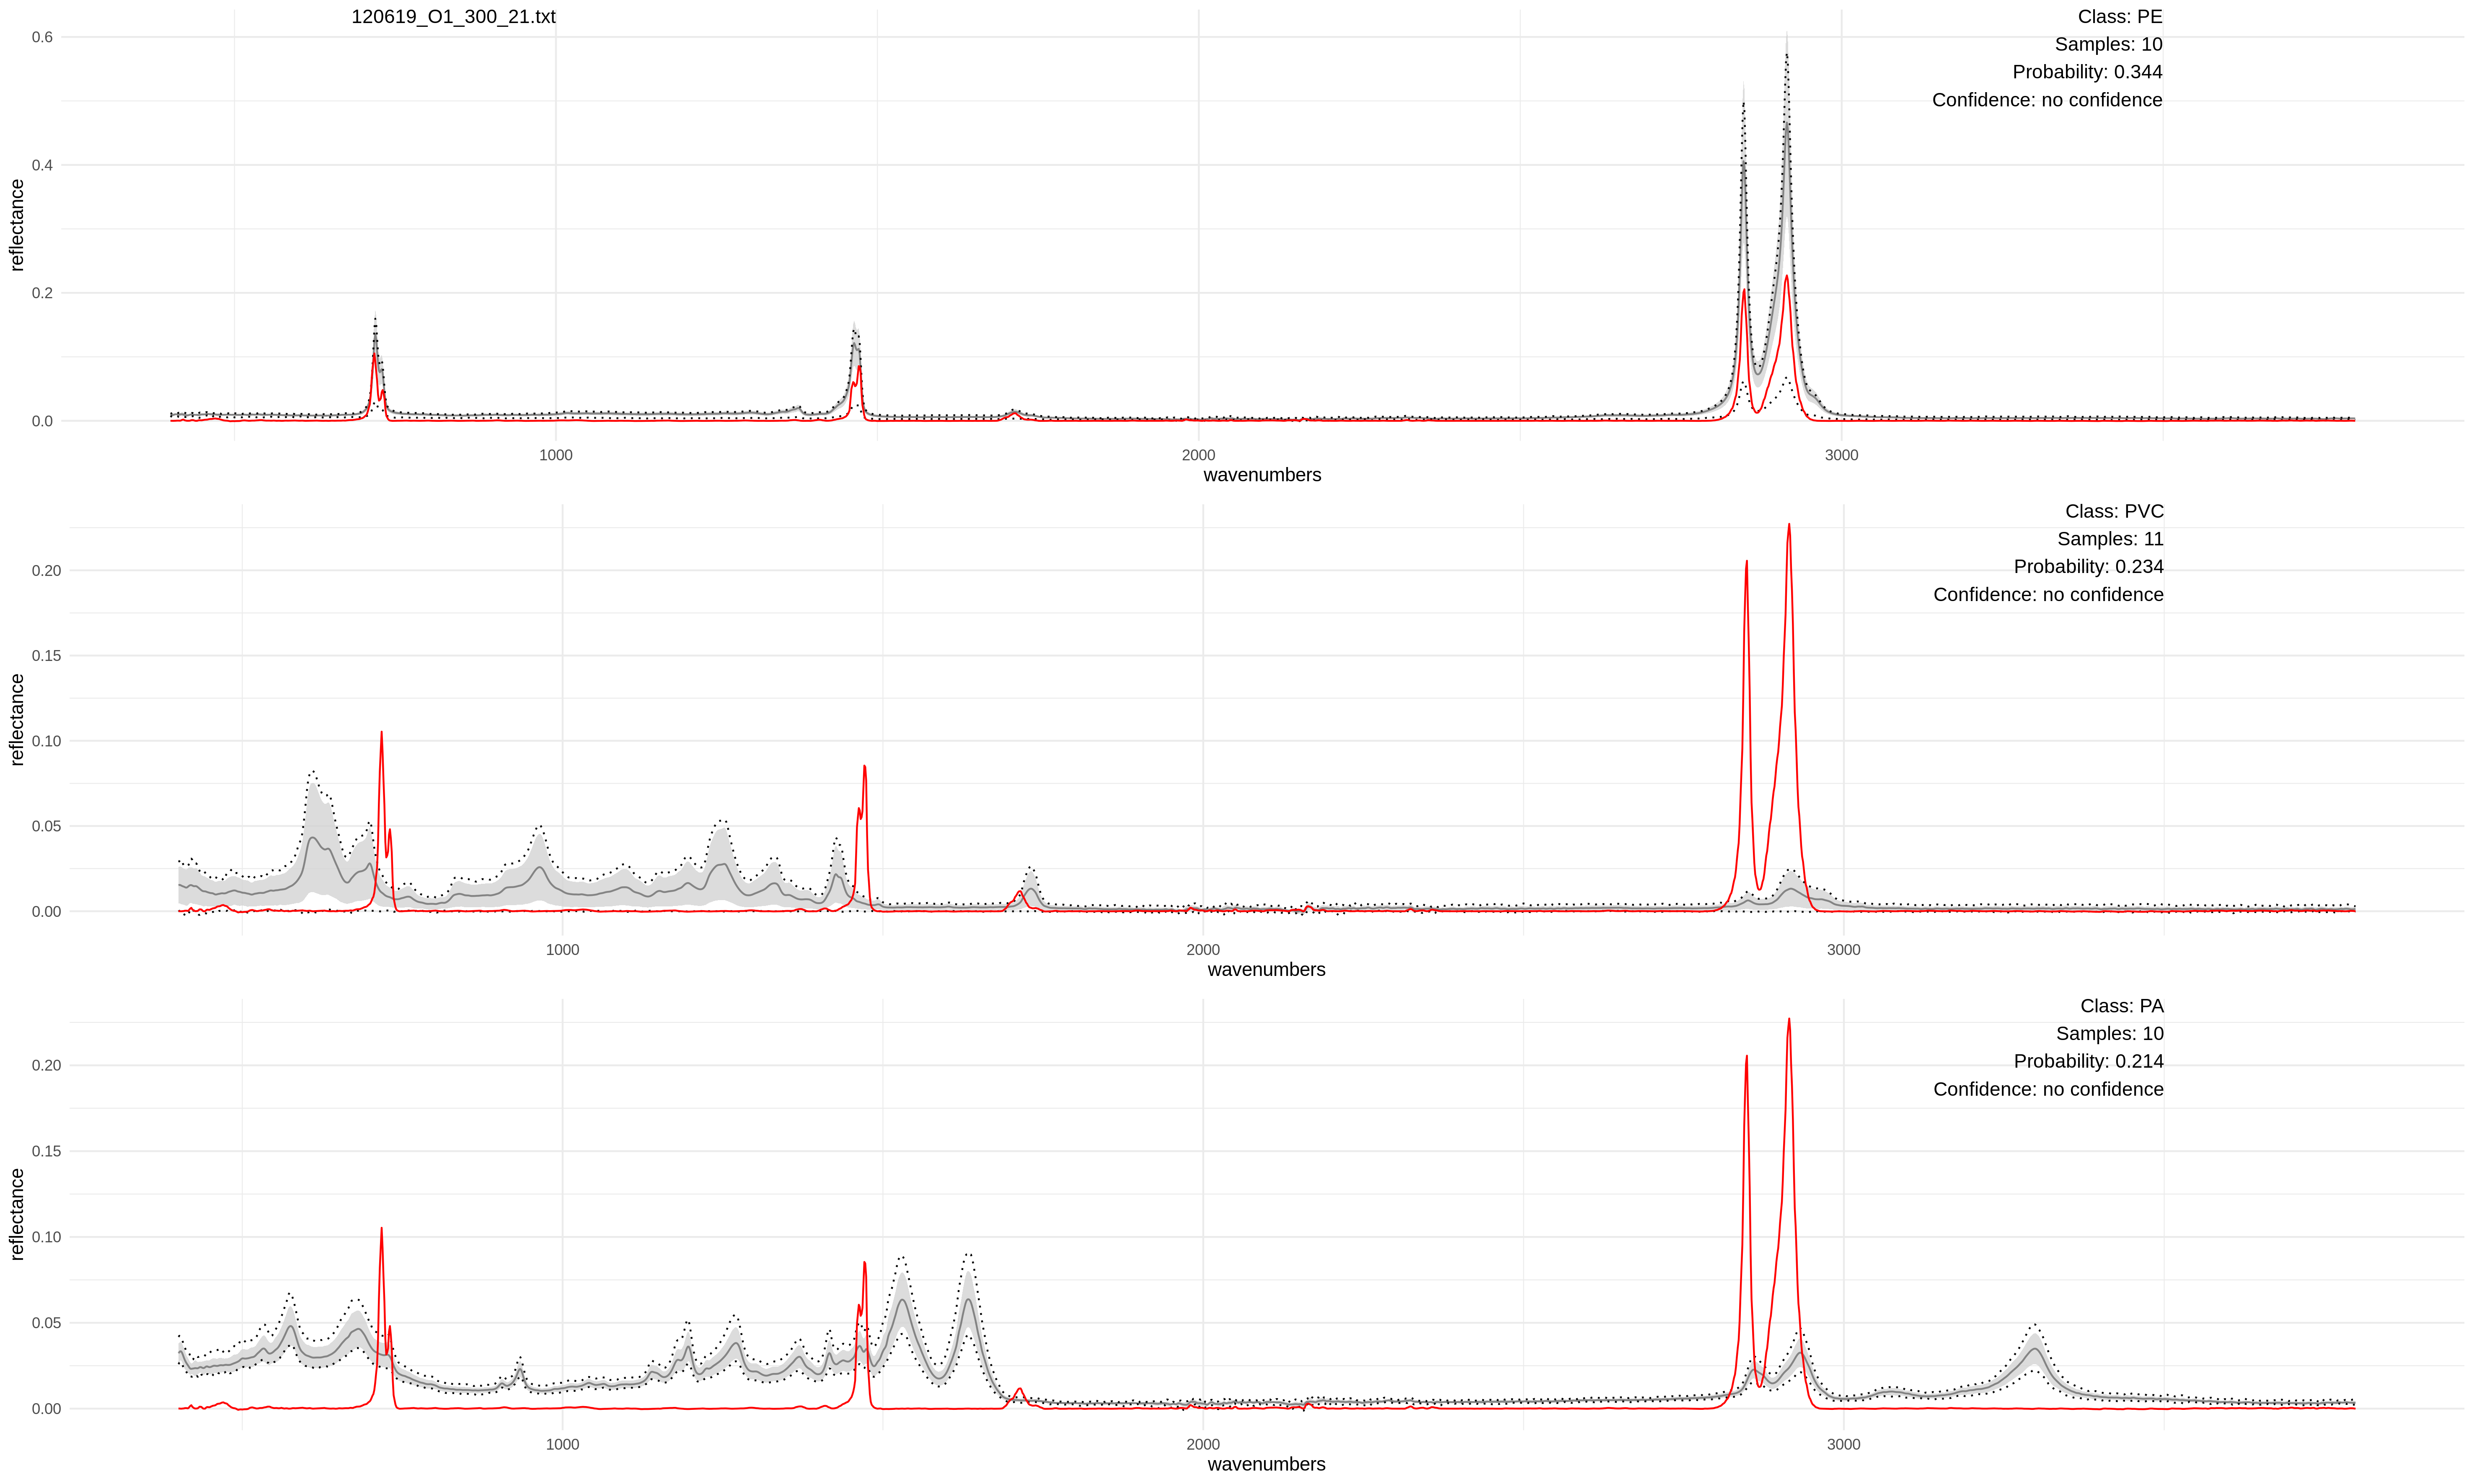 120619_O1_300_21.txt
Class: PE
Samples: 10
Probability: 0.344
Confidence: no confidence
0.6
0.4
0.2
0.0
reflectance
1000 2000 3000
wavenumbers
Class: PVC
Samples: 11
Probability: 0.234
Confidence: no confidence
0.20
0.15
0.10
0.05
0.00
reflectance
1000 2000 3000
wavenumbers
Class: PA
Samples: 10
Probability: 0.214
Confidence: no confidence
0.20
0.15
0.10
0.05
0.00
reflectance
1000 2000 3000
wavenumbers